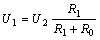 U₁ = U₂ R₁ / (R₁ + R₀)